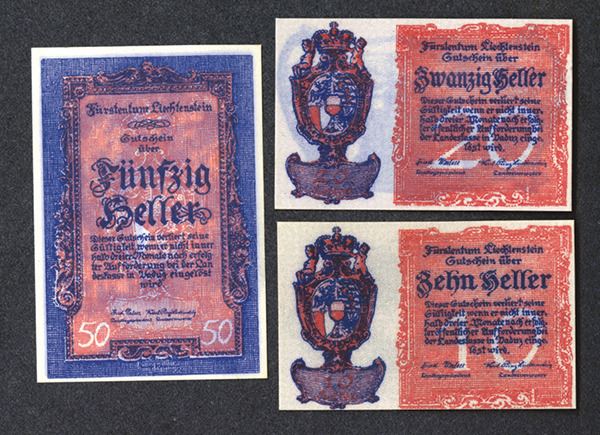 Fürstentum Liechtenstein
Gutschein
über
Fünfzig
Heller
Dieser Gutschein verliert seine
Gültigkeit wenn er nicht inner
halb dreier Monate nach erfolg
ter Aufforderung bei der Lan
deskasse in Vaduz eingelöst
wird.
50 50
Fürstentum Liechtenstein
Gutschein über
Zwanzig Heller
Dieser Gutschein verliert seine
Gültigkeit wenn er nicht inner,
halb dreier Monate nach erfolg,
ter öffentlicher Aufforderung bei
der Landeskasse in Vaduz einge,
löst wird.
20
Fürstentum Liechtenstein
Gutschein über
Zehn Heller
Dieser Gutschein verliert seine
Gültigkeit wenn er nicht inner,
halb dreier Monate nach erfolg,
ter öffentlicher Aufforderung bei
der Landeskasse in Vaduz einge,
löst wird.
10